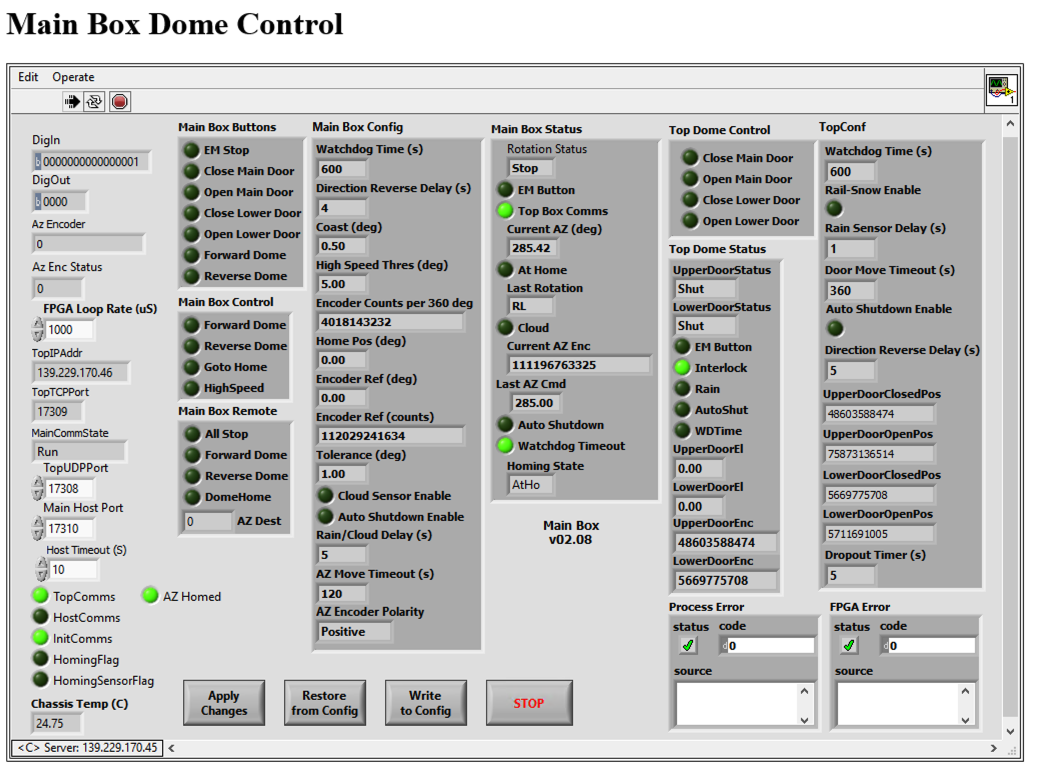 Main Box Dome Control
Edit Operate
1
DigIn
b 0000000000000001
DigOut
b 0000
Az Encoder
0
Az Enc Status
0
FPGA Loop Rate (uS)
1000
TopIPAddr
139.229.170.46
TopTCPPort
17309
MainCommState
Run
TopUDPPort
17308
Main Host Port
17310
Host Timeout (S)
10
TopComms
AZ Homed
HostComms
InitComms
HomingFlag
HomingSensorFlag
Chassis Temp (C)
24.75
Main Box Buttons
EM Stop
Close Main Door
Open Main Door
Close Lower Door
Open Lower Door
Forward Dome
Reverse Dome
Main Box Control
Forward Dome
Reverse Dome
Goto Home
HighSpeed
Main Box Remote
All Stop
Forward Dome
Reverse Dome
DomeHome
0 AZ Dest
Main Box Config
Watchdog Time (s)
600
Direction Reverse Delay (s)
4
Coast (deg)
0.50
High Speed Thres (deg)
5.00
Encoder Counts per 360 deg
4018143232
Home Pos (deg)
0.00
Encoder Ref (deg)
0.00
Encoder Ref (counts)
112029241634
Tolerance (deg)
1.00
Cloud Sensor Enable
Auto Shutdown Enable
Rain/Cloud Delay (s)
5
AZ Move Timeout (s)
120
AZ Encoder Polarity
Positive
Main Box Status
Rotation Status
Stop
EM Button
Top Box Comms
Current AZ (deg)
285.42
At Home
Last Rotation
RL
Cloud
Current AZ Enc
111196763325
Last AZ Cmd
285.00
Auto Shutdown
Watchdog Timeout
Homing State
AtHo
Main Box
v02.08
Top Dome Control
Close Main Door
Open Main Door
Close Lower Door
Open Lower Door
Top Dome Status
UpperDoorStatus
Shut
LowerDoorStatus
Shut
EM Button
Interlock
Rain
AutoShut
WDTime
UpperDoorEl
0.00
LowerDoorEl
0.00
UpperDoorEnc
48603588474
LowerDoorEnc
5669775708
TopConf
Watchdog Time (s)
600
Rail-Snow Enable
Rain Sensor Delay (s)
1
Door Move Timeout (s)
360
Auto Shutdown Enable
Direction Reverse Delay (s)
5
UpperDoorClosedPos
48603588474
UpperDoorOpenPos
75873136514
LowerDoorClosedPos
5669775708
LowerDoorOpenPos
5711691005
Dropout Timer (s)
5
Process Error
status code
d 0
source
FPGA Error
status code
d 0
source
Apply
Changes
Restore
from Config
Write
to Config
STOP
<C> Server: 139.229.170.45